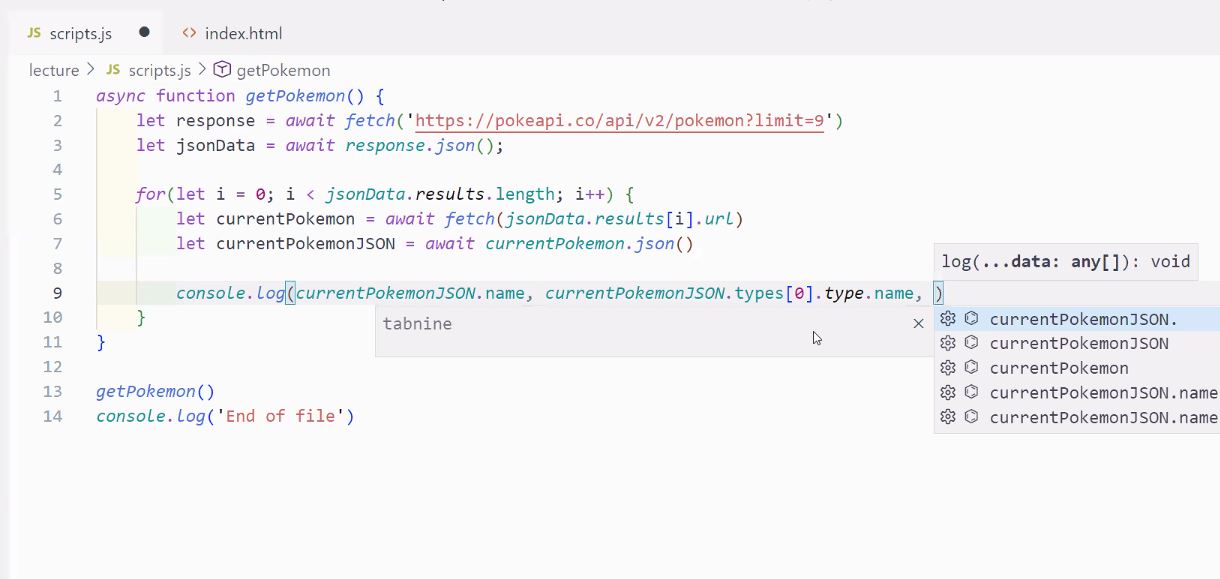 JS scripts.js ● <> index.html
lecture > JS scripts.js > getPokemon
1 async function getPokemon() {
2 let response = await fetch('https://pokeapi.co/api/v2/pokemon?limit=9')
3 let jsonData = await response.json();
4
5 for(let i = 0; i < jsonData.results.length; i++) {
6 let currentPokemon = await fetch(jsonData.results[i].url)
7 let currentPokemonJSON = await currentPokemon.json()
8
log(...data: any[]): void
9 console.log(currentPokemonJSON.name, currentPokemonJSON.types[0].type.name, )
10 }
tabnine
currentPokemonJSON.
currentPokemonJSON
currentPokemon
currentPokemonJSON.name
currentPokemonJSON.name
11 }
12
13 getPokemon()
14 console.log('End of file')